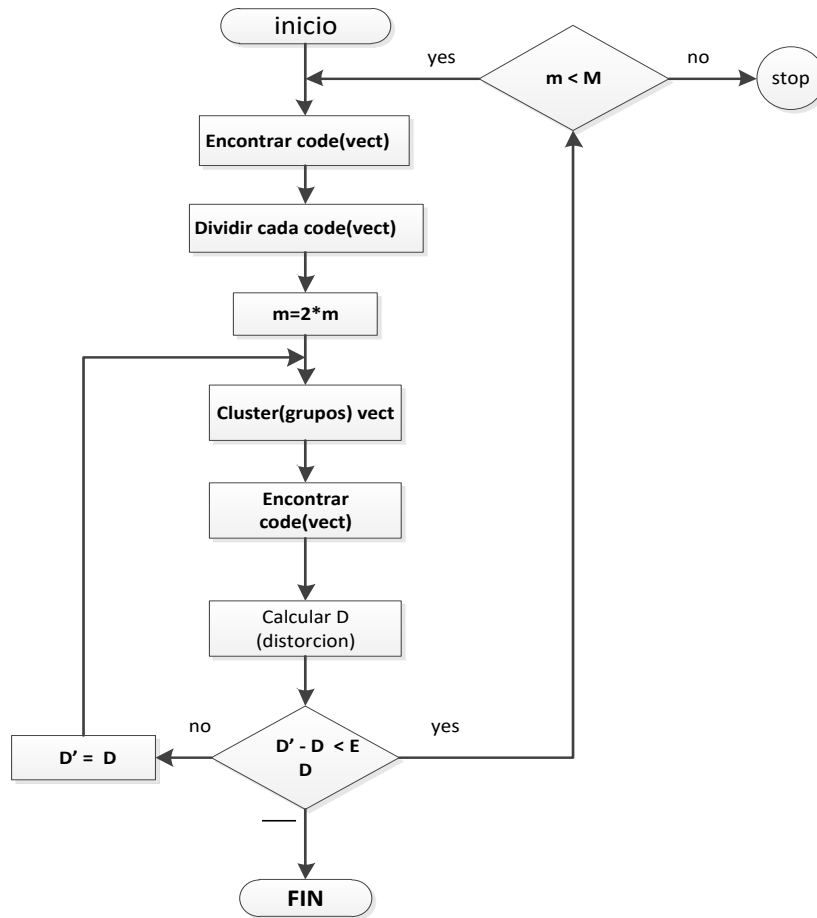 inicio
yes
m < M
no
stop
Encontrar code(vect)
Dividir cada code(vect)
m=2*m
Cluster(grupos) vect
Encontrar
code(vect)
Calcular D
(distorcion)
no
D' - D < E
D
yes
D' = D
FIN